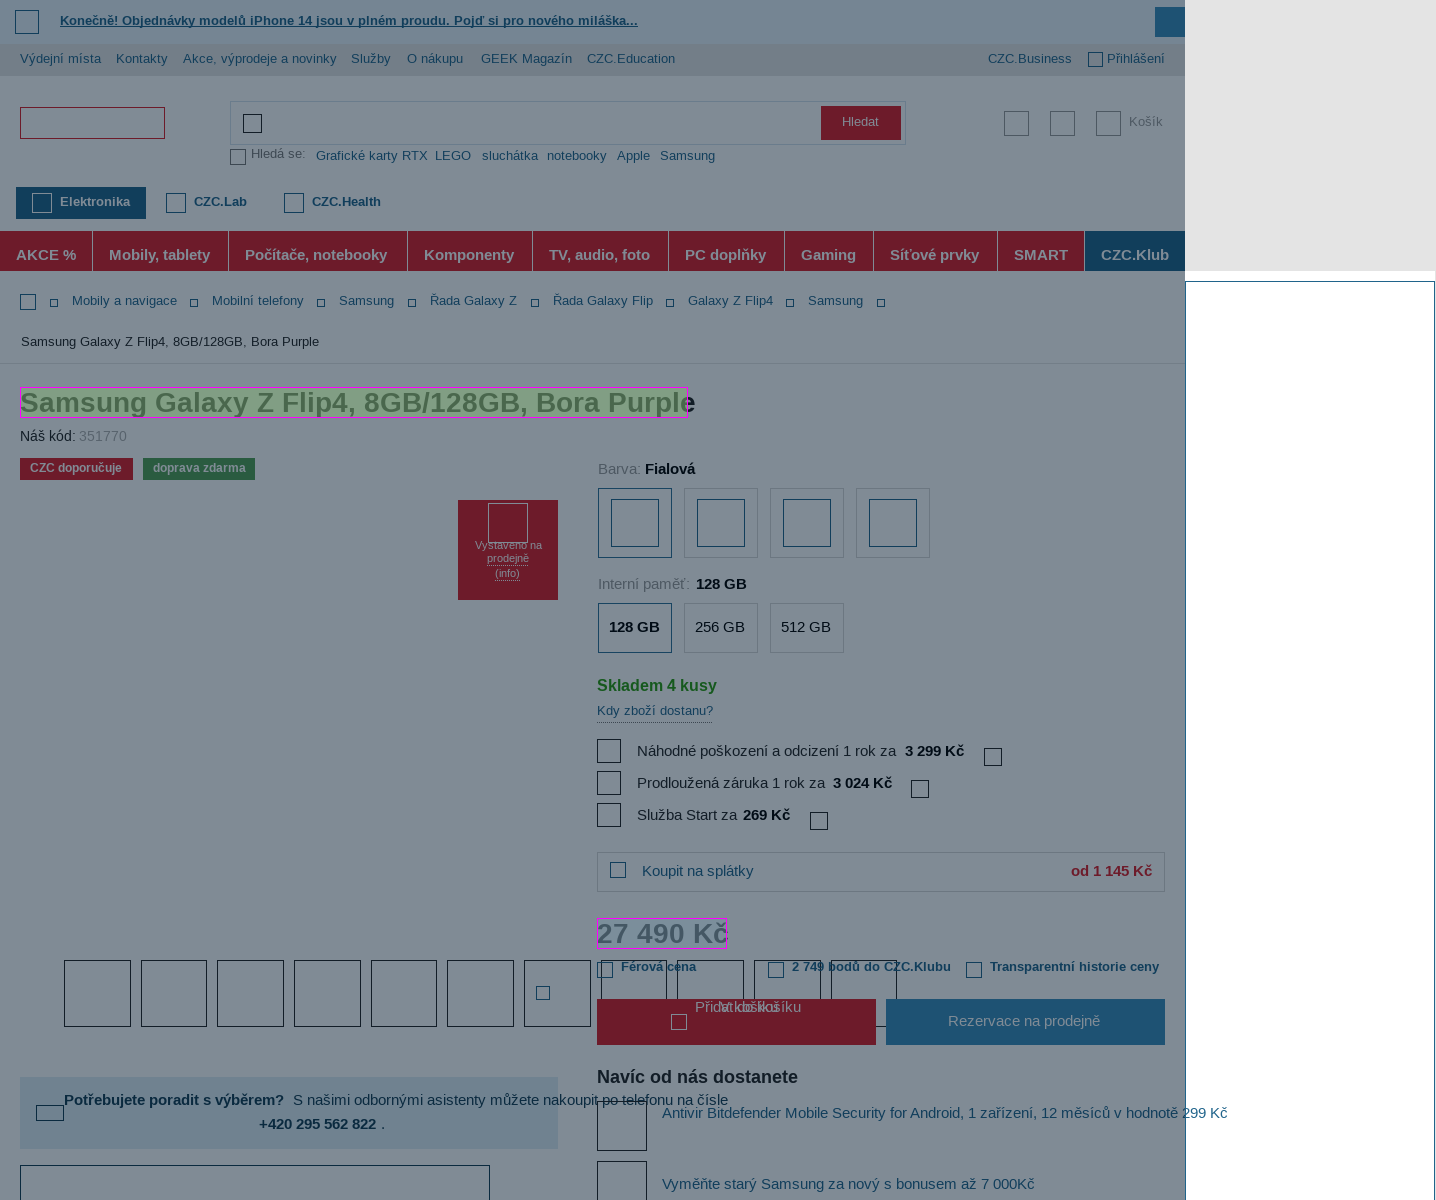 Konečně! Objednávky modelů iPhone 14 jsou v plném proudu. Pojď si pro nového miláška...
Výdejní místa Kontakty Akce, výprodeje a novinky Služby O nákupu GEEK Magazín CZC.Education CZC.Business Přihlášení
Hledat
Košík
Hledá se: Grafické karty RTX LEGO sluchátka notebooky Apple Samsung
Elektronika CZC.Lab CZC.Health
AKCE % Mobily, tablety Počítače, notebooky Komponenty TV, audio, foto PC doplňky Gaming Síťové prvky SMART CZC.Klub
Mobily a navigace Mobilní telefony Samsung Řada Galaxy Z Řada Galaxy Flip Galaxy Z Flip4 Samsung
Samsung Galaxy Z Flip4, 8GB/128GB, Bora Purple
Samsung Galaxy Z Flip4, 8GB/128GB, Bora Purple
Náš kód: 351770
CZC doporučuje doprava zdarma
Vystaveno na
prodejně
(info)
Barva: Fialová
Interní paměť: 128 GB
128 GB 256 GB 512 GB
Skladem 4 kusy
Kdy zboží dostanu?
Náhodné poškození a odcizení 1 rok za 3 299 Kč
Prodloužená záruka 1 rok za 3 024 Kč
Služba Start za 269 Kč
Koupit na splátky od 1 145 Kč
27 490 Kč
Férová cena 2 749 bodů do CZC.Klubu Transparentní historie ceny
Přidat do košíku
V košíku
Rezervace na prodejně
Navíc od nás dostanete
Potřebujete poradit s výběrem? S našimi odbornými asistenty můžete nakoupit po telefonu na čísle
+420 295 562 822 .
Antivir Bitdefender Mobile Security for Android, 1 zařízení, 12 měsíců v hodnotě 299 Kč
Vyměňte starý Samsung za nový s bonusem až 7 000Kč